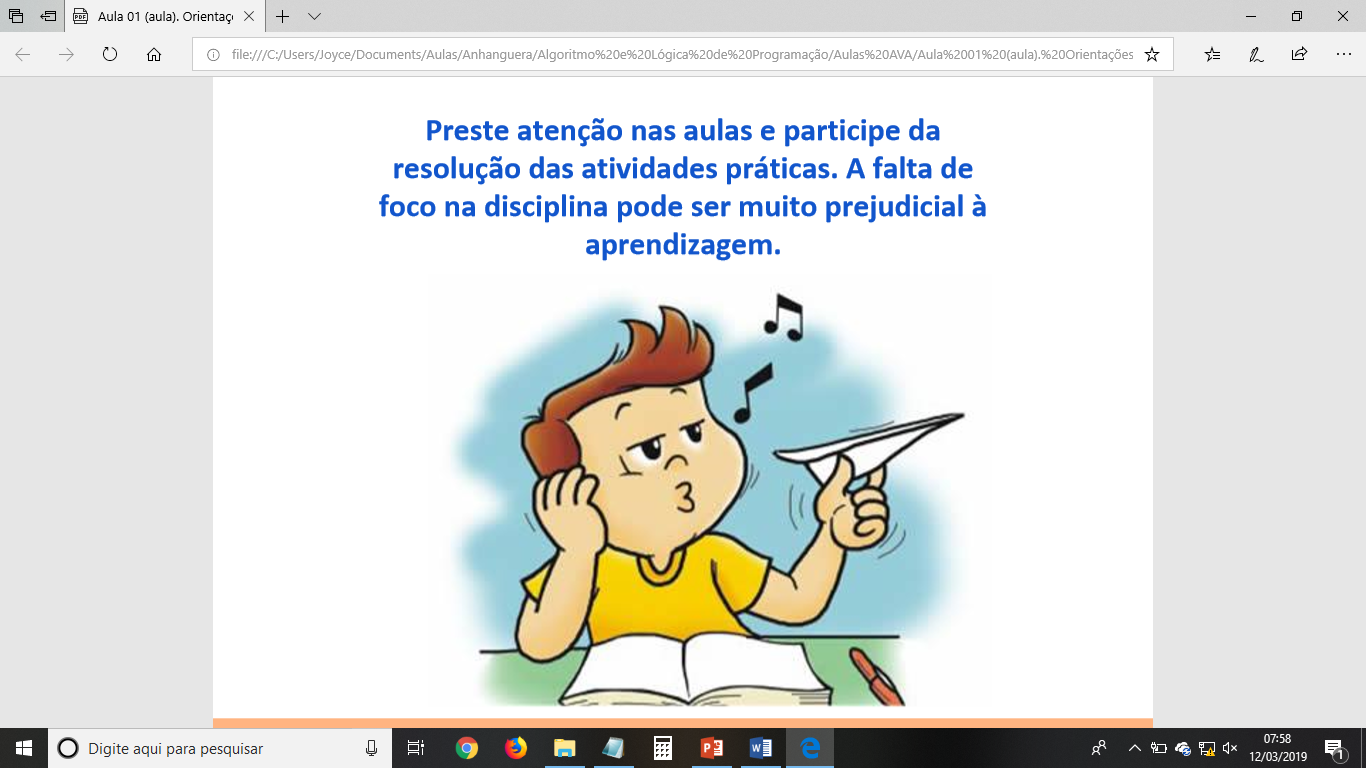 Aula 01 (aula). Orientaç
file:///C:/Users/Joyce/Documents/Aulas/Anhanguera/Algoritmo%20e%20Lógica%20de%20Programação/Aulas%20AVA/Aula%2001%20(aula).%20Orientações
Preste atenção nas aulas e participe da
resolução das atividades práticas. A falta de
foco na disciplina pode ser muito prejudicial à
aprendizagem.
Digite aqui para pesquisar
07:58
12/03/2019
1